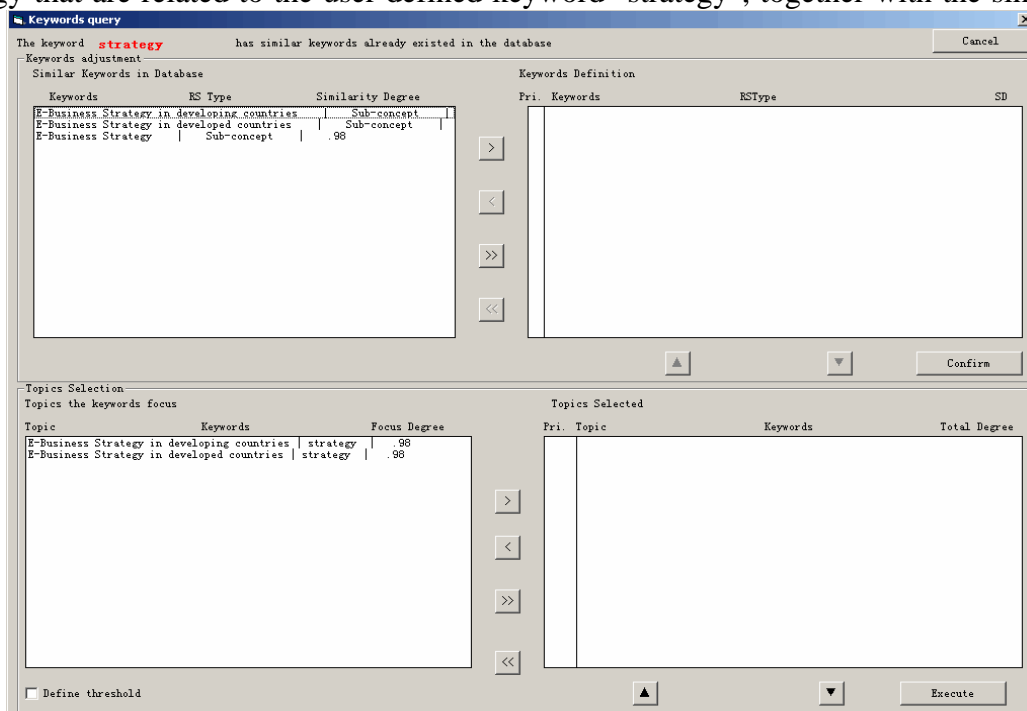 gy that are related to the user defined keyword "strategy", together with the sim
Keywords query
The keyword strategy has similar keywords already existed in the database Cancel
Keywords adjustment
Similar Keywords in Database Keywords Definition
Keywords RS Type Similarity Degree Pri. Keywords RSType SD
E-Business Strategy in developing countries | Sub-concept |
E-Business Strategy in developed countries | Sub-concept |
E-Business Strategy | Sub-concept | .98
>
<
>>
<<
▲ ▼ Confirm
Topics Selection
Topics the keywords focus Topics Selected
Topic Keywords Focus Degree Pri. Topic Keywords Total Degree
E-Business Strategy in developing countries | strategy | .98
E-Business Strategy in developed countries | strategy | .98
>
<
>>
<<
Define threshold ▲ ▼ Execute